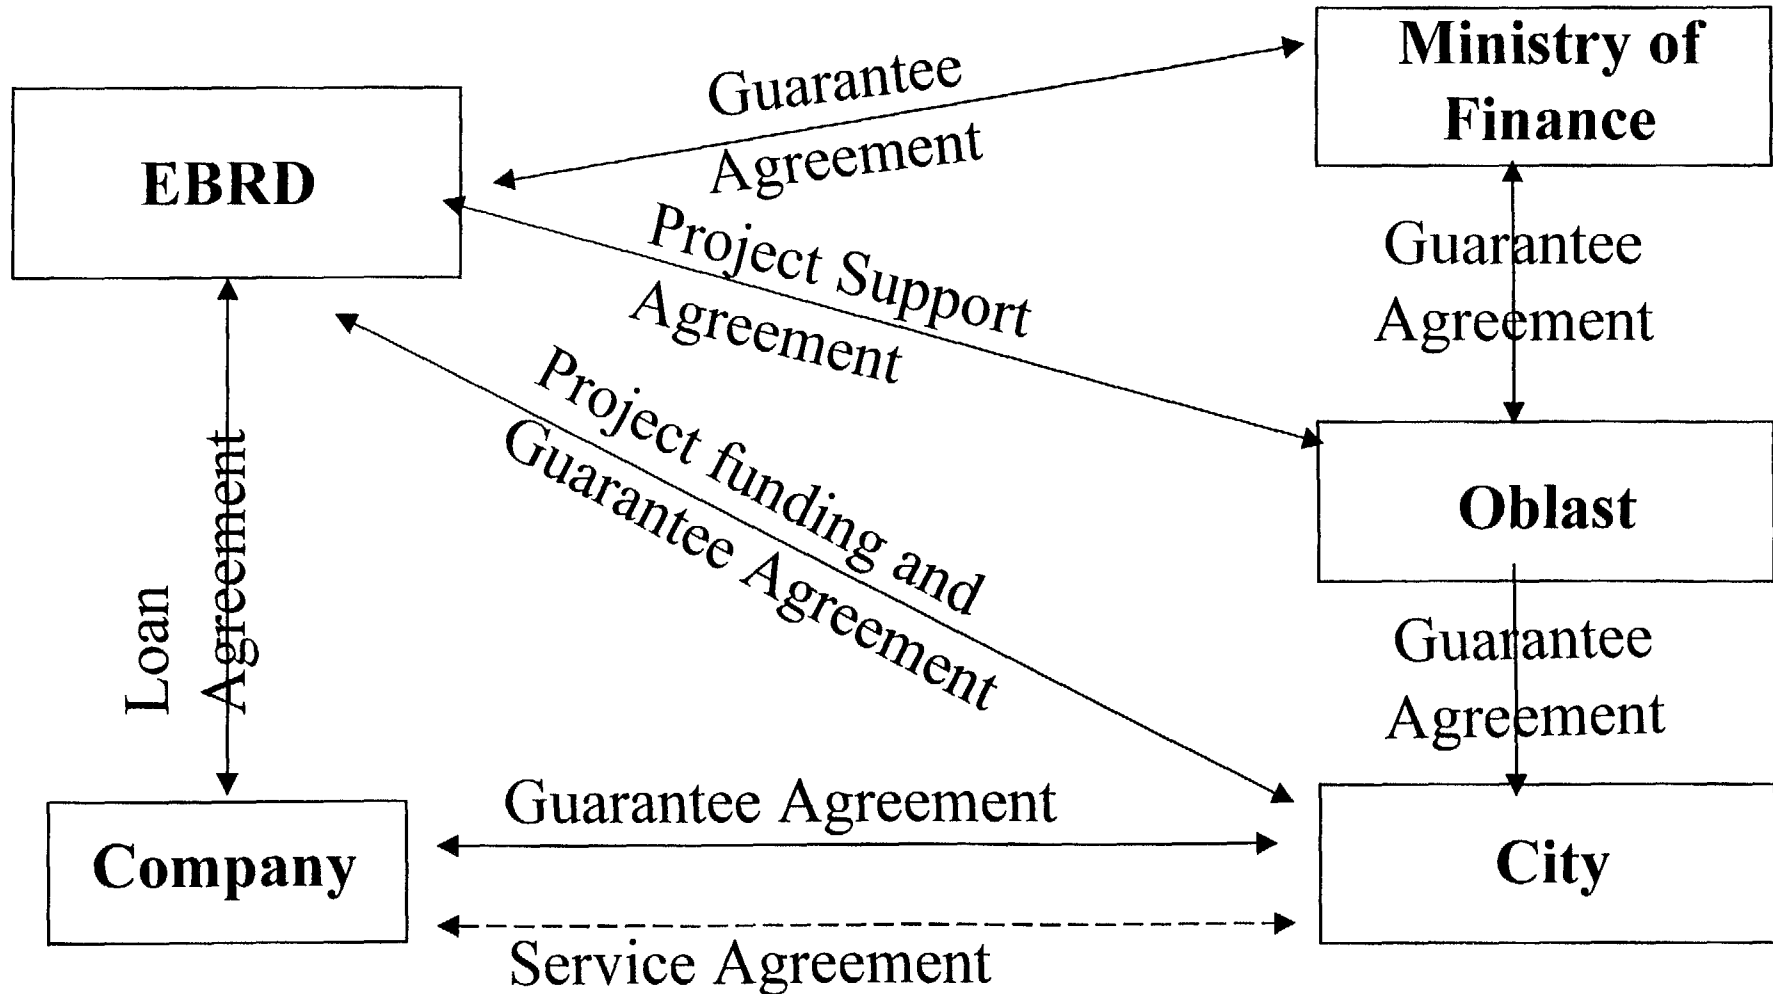 Ministry of
Finance
Guarantee
Agreement
EBRD
Project Support
Agreement
Guarantee
Agreement
Project funding and
Guarantee Agreement
Loan
Agreement
Oblast
Guarantee
Agreement
Guarantee Agreement
Company
City
Service Agreement